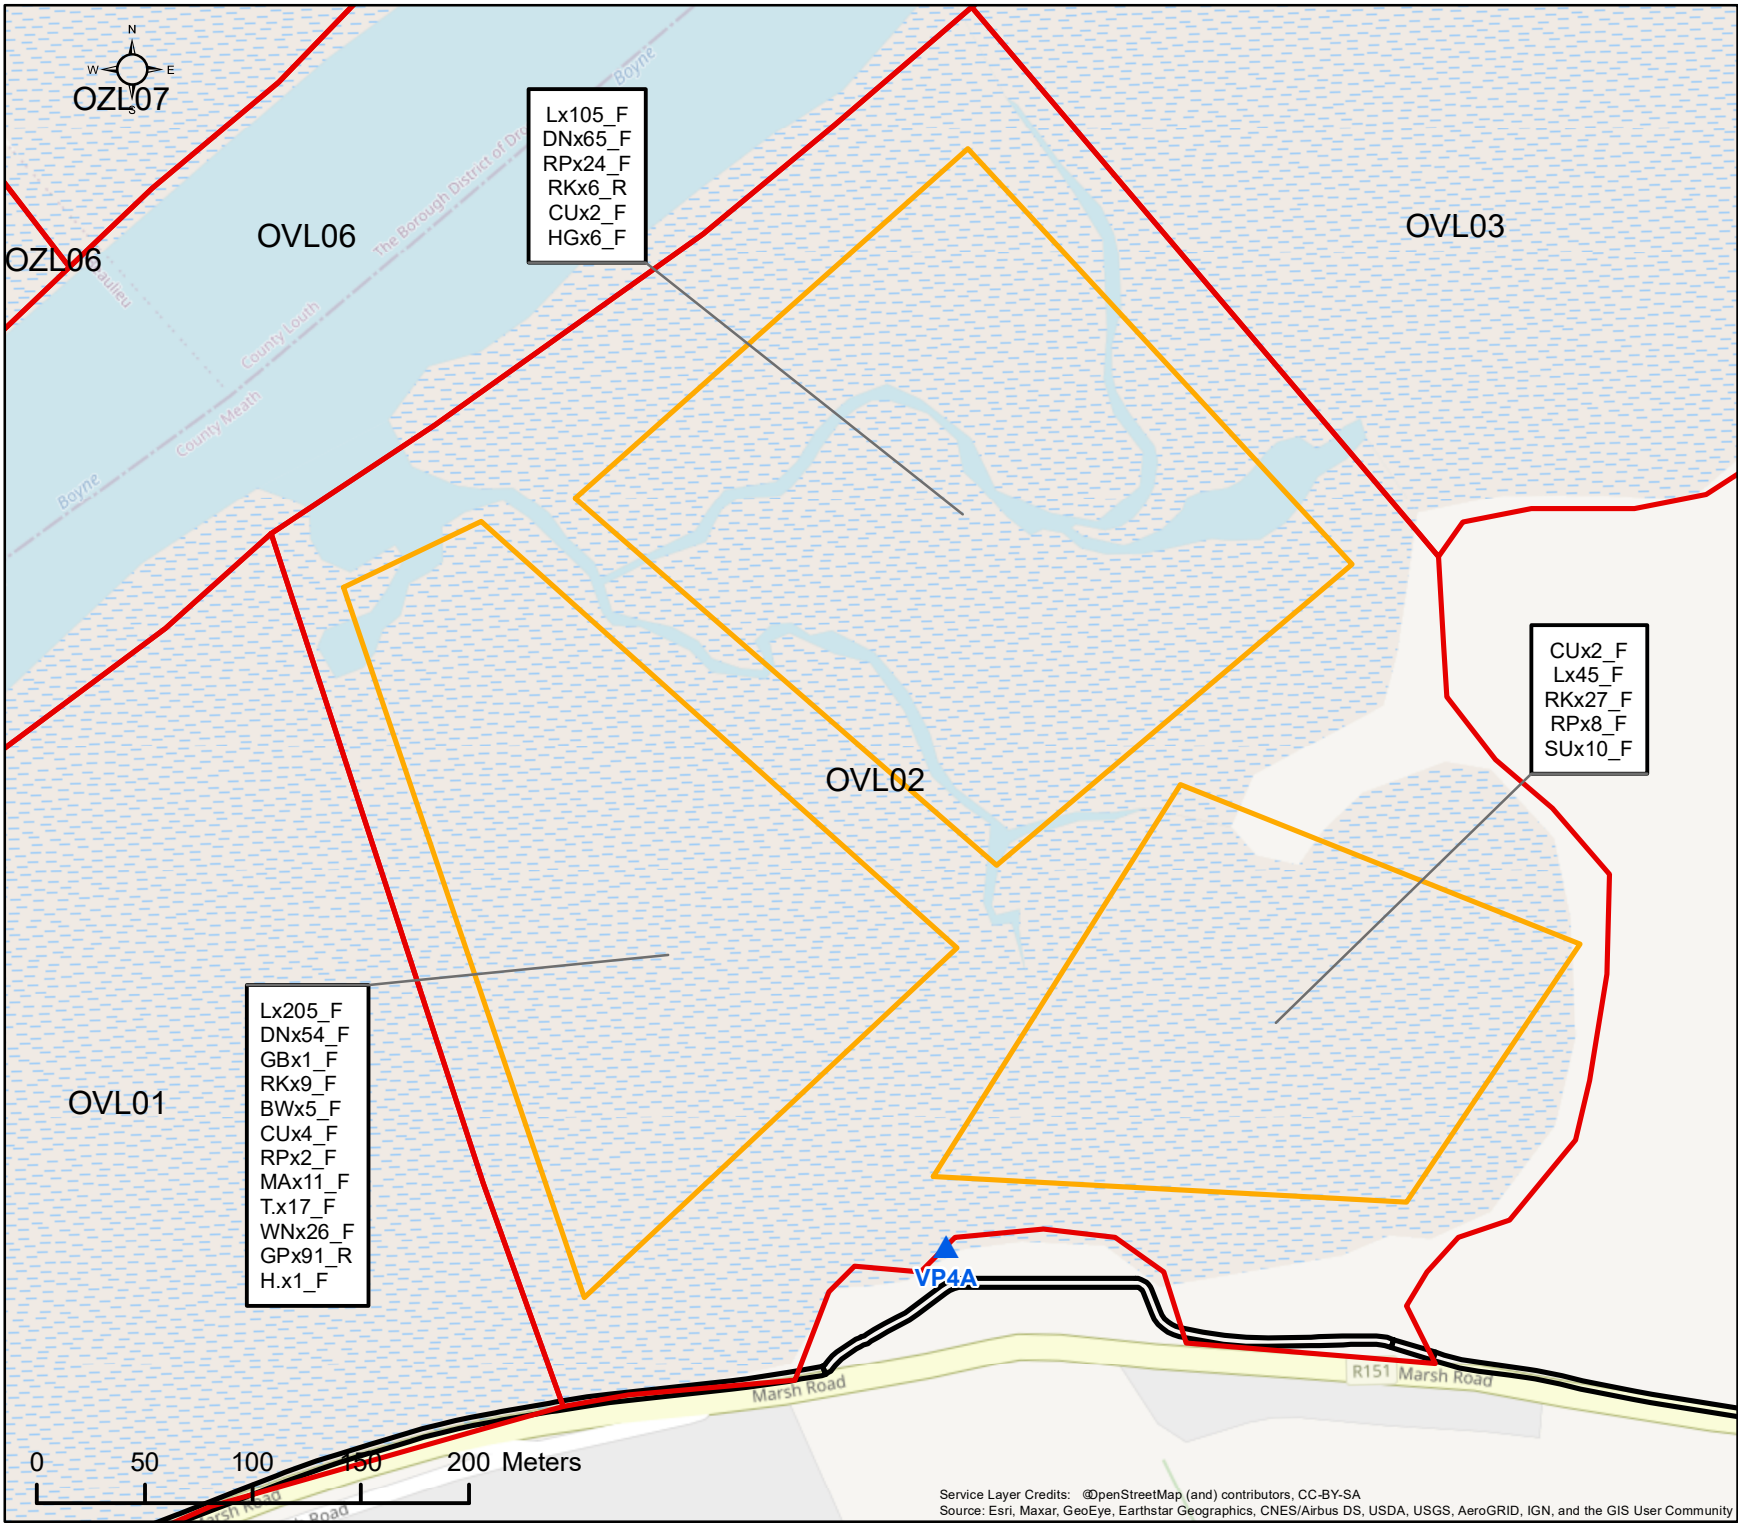 N
W
E
S
OZL07
Boyne
The Borough District of Dro
Lx105_F
DNx65_F
RPx24_F
RKx6_R
CUx2_F
HGx6_F
OVL06
OVL03
OZL06
aulieu
County Louth
County Meath
Boyne
CUx2_F
Lx45_F
RKx27_F
RPx8_F
SUx10_F
OVL02
Lx205_F
DNx54_F
GBx1_F
RKx9_F
BWx5_F
CUx4_F
RPx2_F
MAx11_F
T.x17_F
WNx26_F
GPx91_R
H.x1_F
OVL01
VP4A
Marsh Road
R151 Marsh Road
0 50 100 150 200 Meters
arsh Road
Road
Service Layer Credits: ©OpenStreetMap (and) contributors, CC-BY-SA
Source: Esri, Maxar, GeoEye, Earthstar Geographics, CNES/Airbus DS, USDA, USGS, AeroGRID, IGN, and the GIS User Community